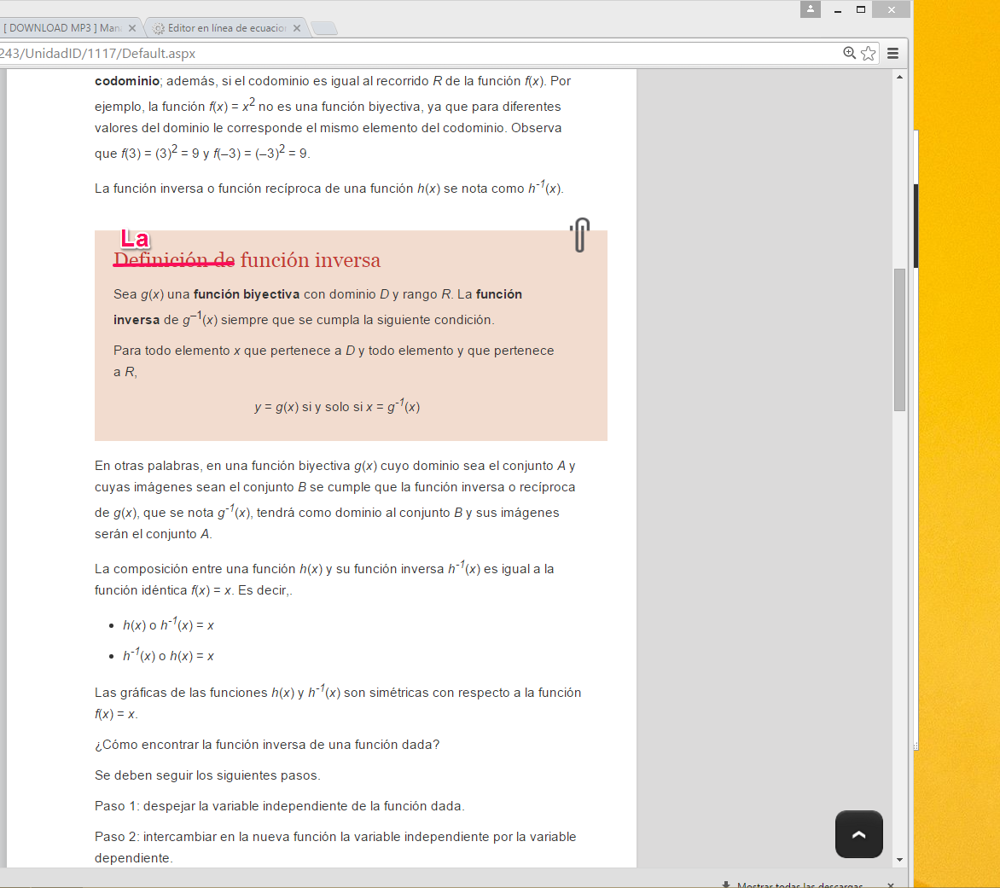 [ DOWNLOAD MP3 ] Man
Editor en línea de ecuacion
243/UnidadID/1117/Default.aspx
codominio; además, si el codominio es igual al recorrido R de la función f(x). Por
ejemplo, la función f(x) = x² no es una función biyectiva, ya que para diferentes
valores del dominio le corresponde el mismo elemento del codominio. Observa
que f(3) = (3)² = 9 y f(–3) = (–3)² = 9.
La función inversa o función recíproca de una función h(x) se nota como h⁻¹(x).
La
Definición de función inversa
Sea g(x) una función biyectiva con dominio D y rango R. La función
inversa de g⁻¹(x) siempre que se cumpla la siguiente condición.
Para todo elemento x que pertenece a D y todo elemento y que pertenece
a R,
y = g(x) si y solo si x = g⁻¹(x)
En otras palabras, en una función biyectiva g(x) cuyo dominio sea el conjunto A y
cuyas imágenes sean el conjunto B se cumple que la función inversa o recíproca
de g(x), que se nota g⁻¹(x), tendrá como dominio al conjunto B y sus imágenes
serán el conjunto A.
La composición entre una función h(x) y su función inversa h⁻¹(x) es igual a la
función idéntica f(x) = x. Es decir,.
• h(x) o h⁻¹(x) = x
• h⁻¹(x) o h(x) = x
Las gráficas de las funciones h(x) y h⁻¹(x) son simétricas con respecto a la función
f(x) = x.
¿Cómo encontrar la función inversa de una función dada?
Se deben seguir los siguientes pasos.
Paso 1: despejar la variable independiente de la función dada.
Paso 2: intercambiar en la nueva función la variable independiente por la variable
dependiente.
Mostrar todas las descargas